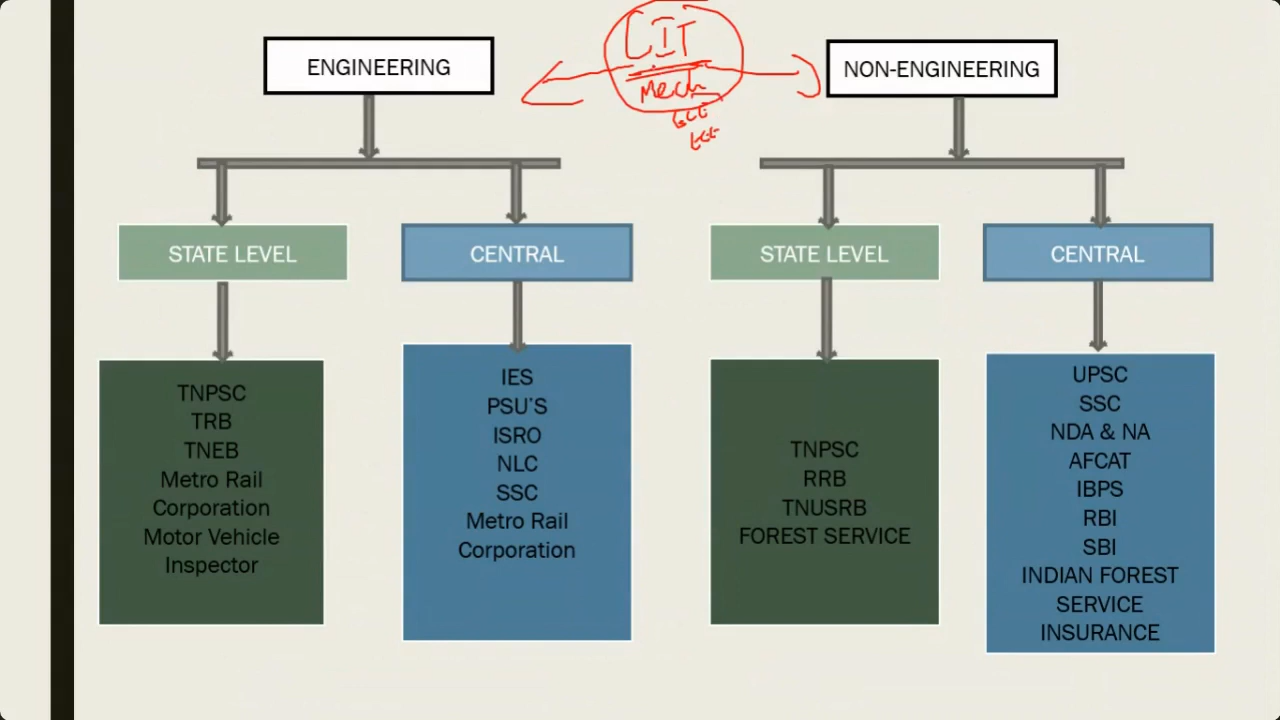 CIT
Mech
ECE
EEE
ENGINEERING
NON-ENGINEERING
STATE LEVEL
CENTRAL
STATE LEVEL
CENTRAL
TNPSC
TRB
TNEB
Metro Rail
Corporation
Motor Vehicle
Inspector
IES
PSU'S
ISRO
NLC
SSC
Metro Rail
Corporation
TNPSC
RRB
TNUSRB
FOREST SERVICE
UPSC
SSC
NDA & NA
AFCAT
IBPS
RBI
SBI
INDIAN FOREST
SERVICE
INSURANCE